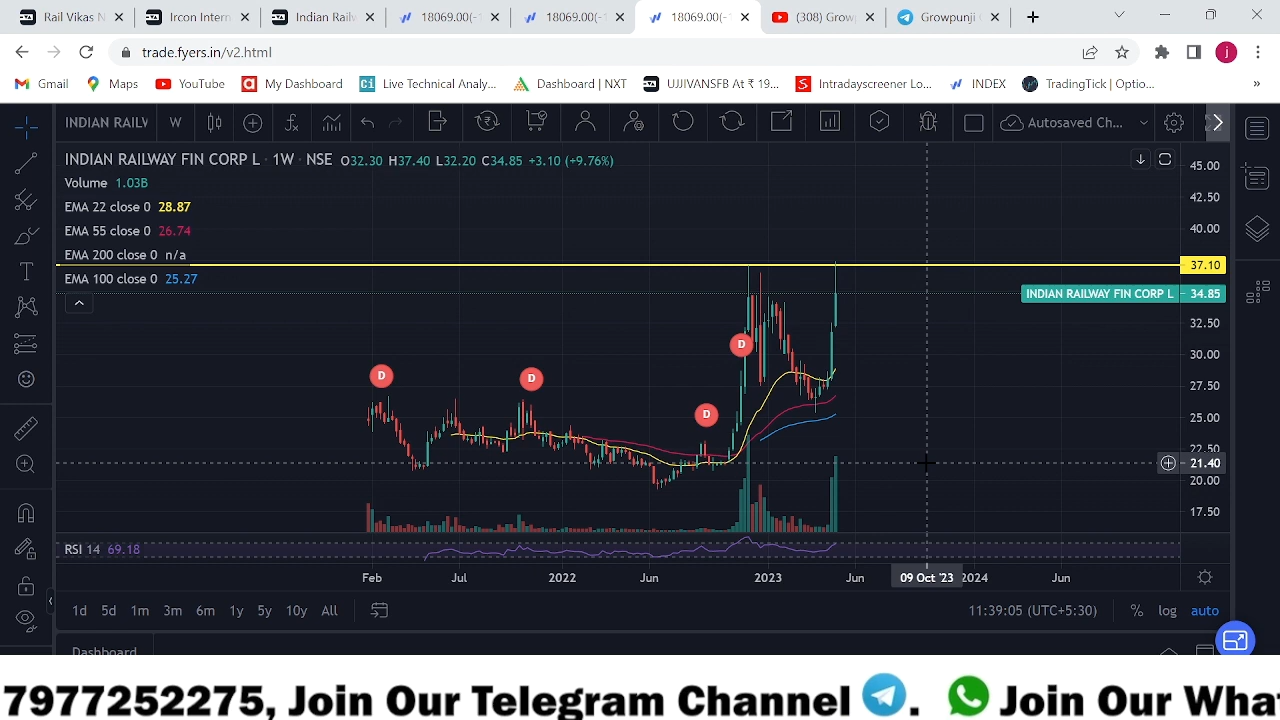 Rail Vikas N
Ircon Intern
Indian Railw
18069.00(-1
18069.00(-1
18069.00(-1
(308) Grow
Growpunji
trade.fyers.in/v2.html
j
Gmail
Maps
YouTube
My Dashboard
Ci Live Technical Analy...
Dashboard | NXT
UJJIVANSFB At ₹ 19...
S Intradayscreener Lo...
INDEX
TradingTick | Optio...
»
INDIAN RAILV
W
Autosaved Ch...
INDIAN RAILWAY FIN CORP L · 1W · NSE O32.30 H37.40 L32.20 C34.85 +3.10 (+9.76%)
Volume 1.03B
EMA 22 close 0 28.87
EMA 55 close 0 26.74
EMA 200 close 0 n/a
EMA 100 close 0 25.27
45.00
42.50
40.00
37.10
INDIAN RAILWAY FIN CORP L 34.85
32.50
30.00
27.50
25.00
22.50
21.40
20.00
17.50
D
D
D
D
RSI 14 69.18
Feb Jul 2022 Jun 2023 Jun 09 Oct '23 2024 Jun
1d 5d 1m 3m 6m 1y 5y 10y All
11:39:05 (UTC+5:30) % log auto
Dashboard
7977252275, Join Our Telegram Channel . Join Our Wha